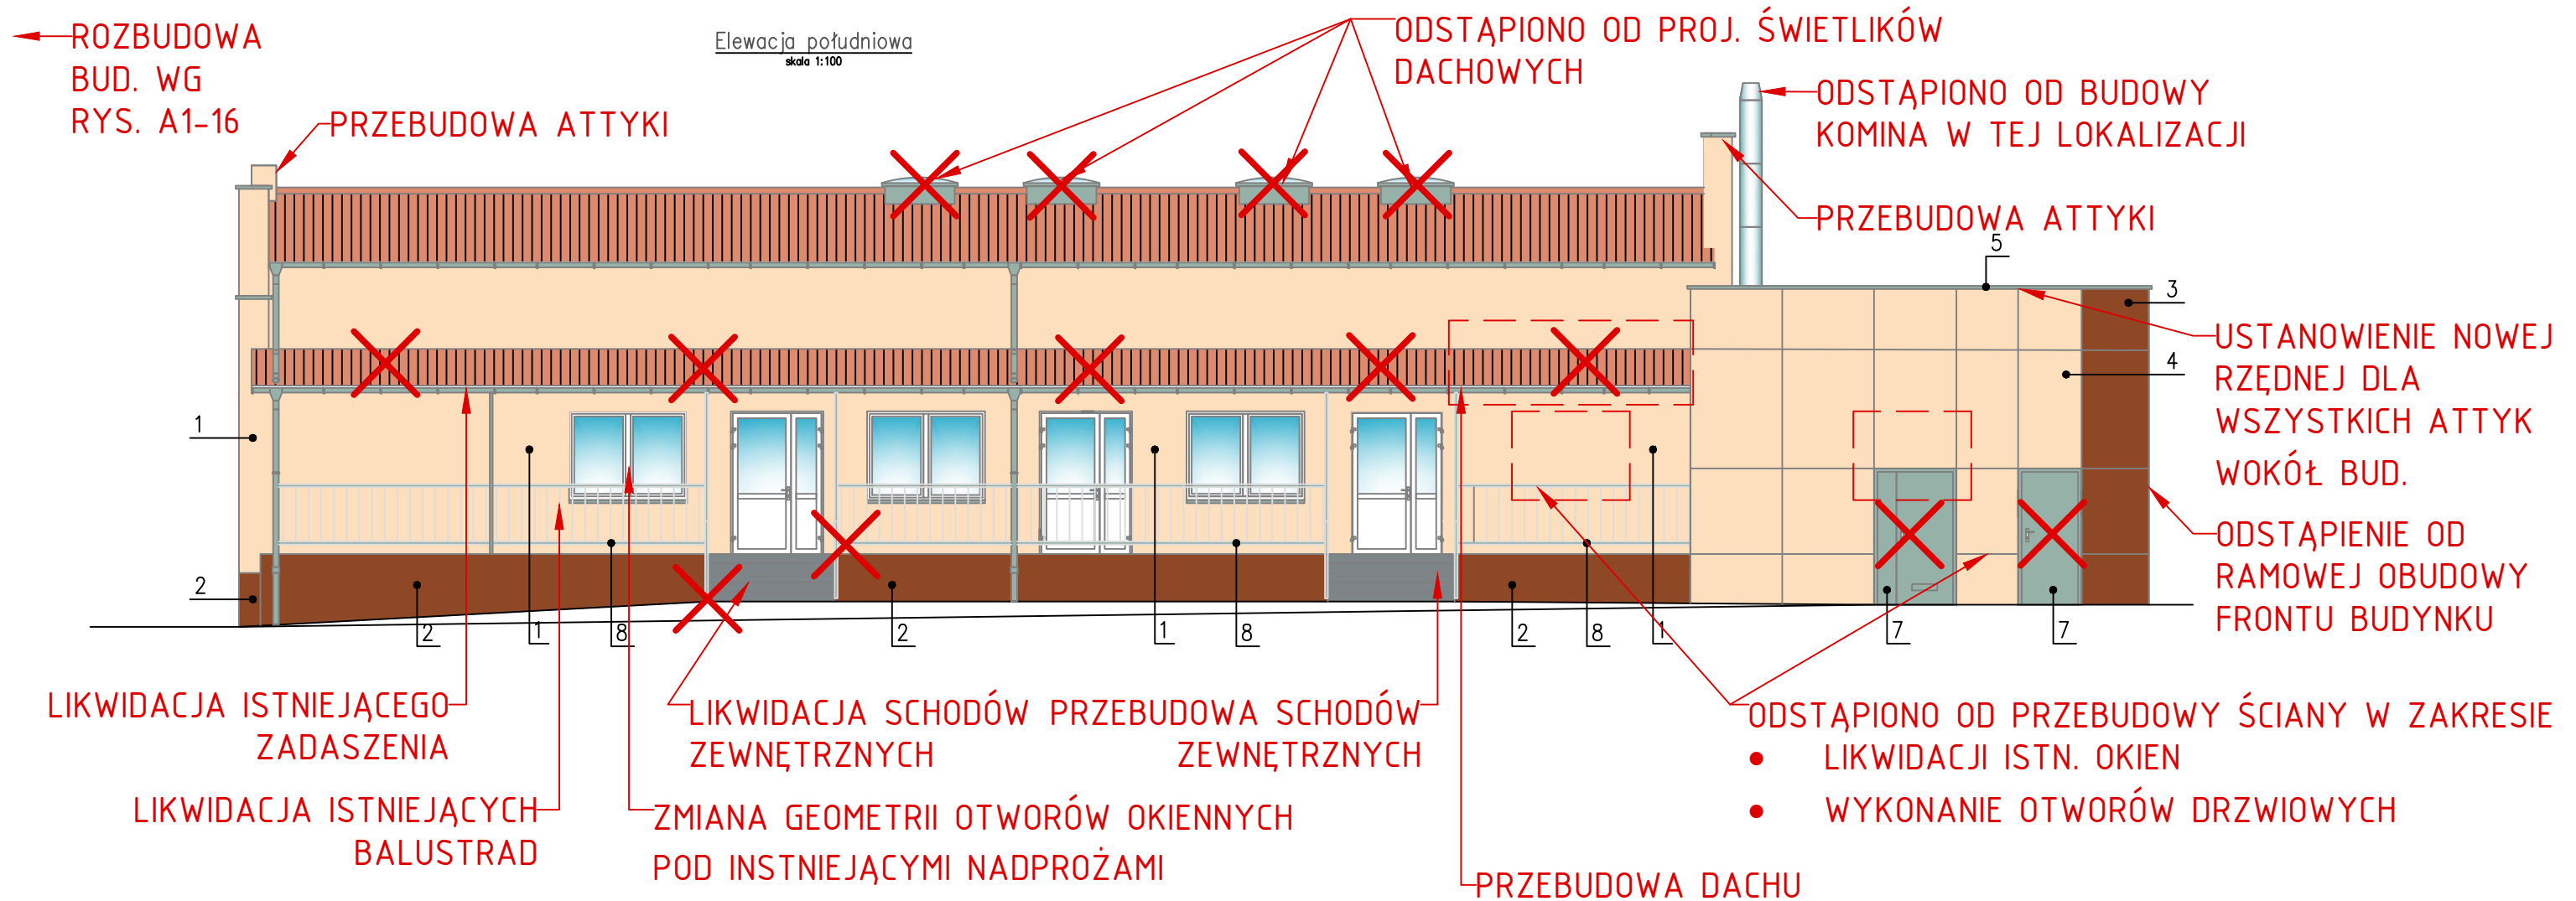 ROZBUDOWA
BUD. WG
RYS. A1-16
Elewacja południowa
skala 1:100
ODSTĄPIONO OD PROJ. ŚWIETLIKÓW
DACHOWYCH
PRZEBUDOWA ATTYKI
ODSTĄPIONO OD BUDOWY
KOMINA W TEJ LOKALIZACJI
PRZEBUDOWA ATTYKI
5
3
4
USTANOWIENIE NOWEJ
RZĘDNEJ DLA
WSZYSTKICH ATTYK
WOKÓŁ BUD.
ODSTĄPIENIE OD
RAMOWEJ OBUDOWY
FRONTU BUDYNKU
1
2
2
1
8
2
1
8
2
8
1
7
7
LIKWIDACJA ISTNIEJĄCEGO
ZADASZENIA
LIKWIDACJA ISTNIEJĄCYCH
BALUSTRAD
LIKWIDACJA SCHODÓW
ZEWNĘTRZNYCH
PRZEBUDOWA SCHODÓW
ZEWNĘTRZNYCH
ZMIANA GEOMETRII OTWORÓW OKIENNYCH
POD INSTNIEJĄCYMI NADPROŻAMI
ODSTĄPIONO OD PRZEBUDOWY ŚCIANY W ZAKRESIE
• LIKWIDACJI ISTN. OKIEN
• WYKONANIE OTWORÓW DRZWIOWYCH
PRZEBUDOWA DACHU